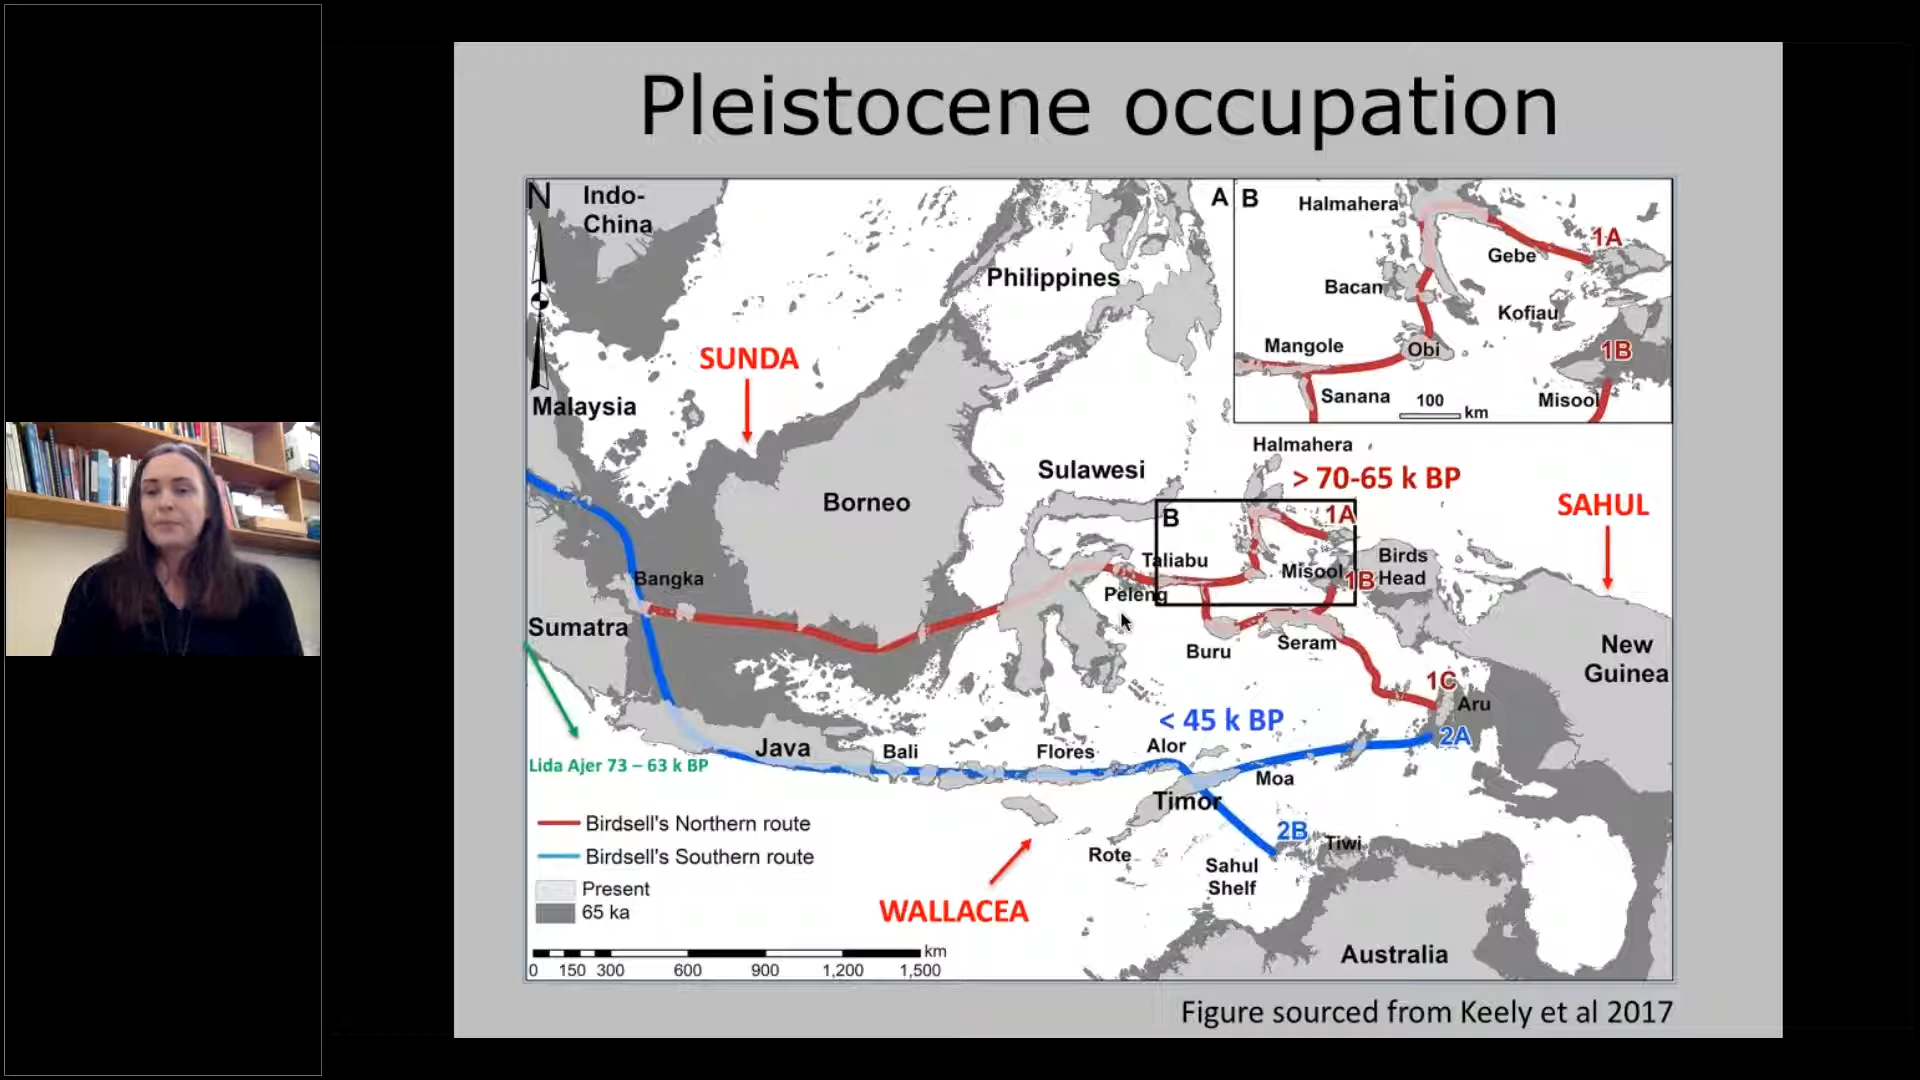 Pleistocene occupation
N
Indo-
China
A
B
Halmahera
1A
Gebe
Bacan
Kofiau
Mangole
Obi
1B
Sanana
100
km
Misool
Philippines
SUNDA
Malaysia
Halmahera
> 70-65 k BP
Sulawesi
SAHUL
Borneo
B
1A
Taliabu
Birds
Head
Misool
1B
Bangka
Peleng
Sumatra
Buru
Seram
New
Guinea
1C
Aru
< 45 k BP
2A
Java
Bali
Flores
Alor
Lida Ajer 73 – 63 k BP
Moa
Timor
2B
Tiwi
Rote
Sahul
Shelf
Birdsell's Northern route
Birdsell's Southern route
Present
65 ka
WALLACEA
Australia
km
0 150 300 600 900 1,200 1,500
Figure sourced from Keely et al 2017